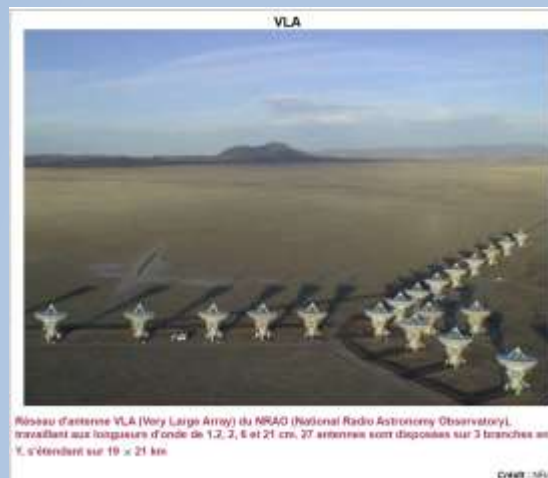 VLA
Réseau d'antenne VLA (Very Large Array) du NRAO (National Radio Astronomy Observatory),
travaillant aux longueurs d'onde de 1.2, 2, 6 et 21 cm. 27 antennes sont disposées sur 3 branches en
Y, s'étendant sur 19 × 21 km
Crédit :